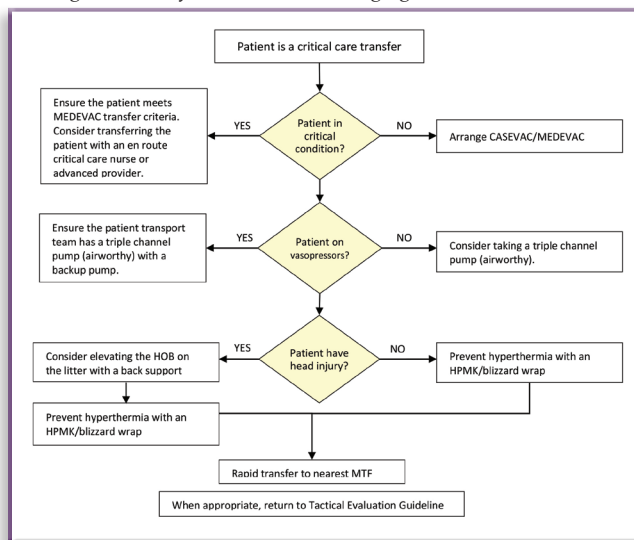 Patient is a critical care transfer
Ensure the patient meets
MEDEVAC transfer criteria.
Consider transferring the
patient with an en route
critical care nurse or
advanced provider.
YES
Patient in
critical
condition?
NO
Arrange CASEVAC/MEDEVAC
Ensure the patient transport
team has a triple channel
pump (airworthy) with a
backup pump.
YES
Patient on
vasopressors?
NO
Consider taking a triple channel
pump (airworthy).
Consider elevating the HOB on
the litter with a back support
YES
Patient have
head injury?
NO
Prevent hyperthermia with an
HPMK/blizzard wrap
Prevent hyperthermia with an
HPMK/blizzard wrap
Rapid transfer to nearest MTF
When appropriate, return to Tactical Evaluation Guideline